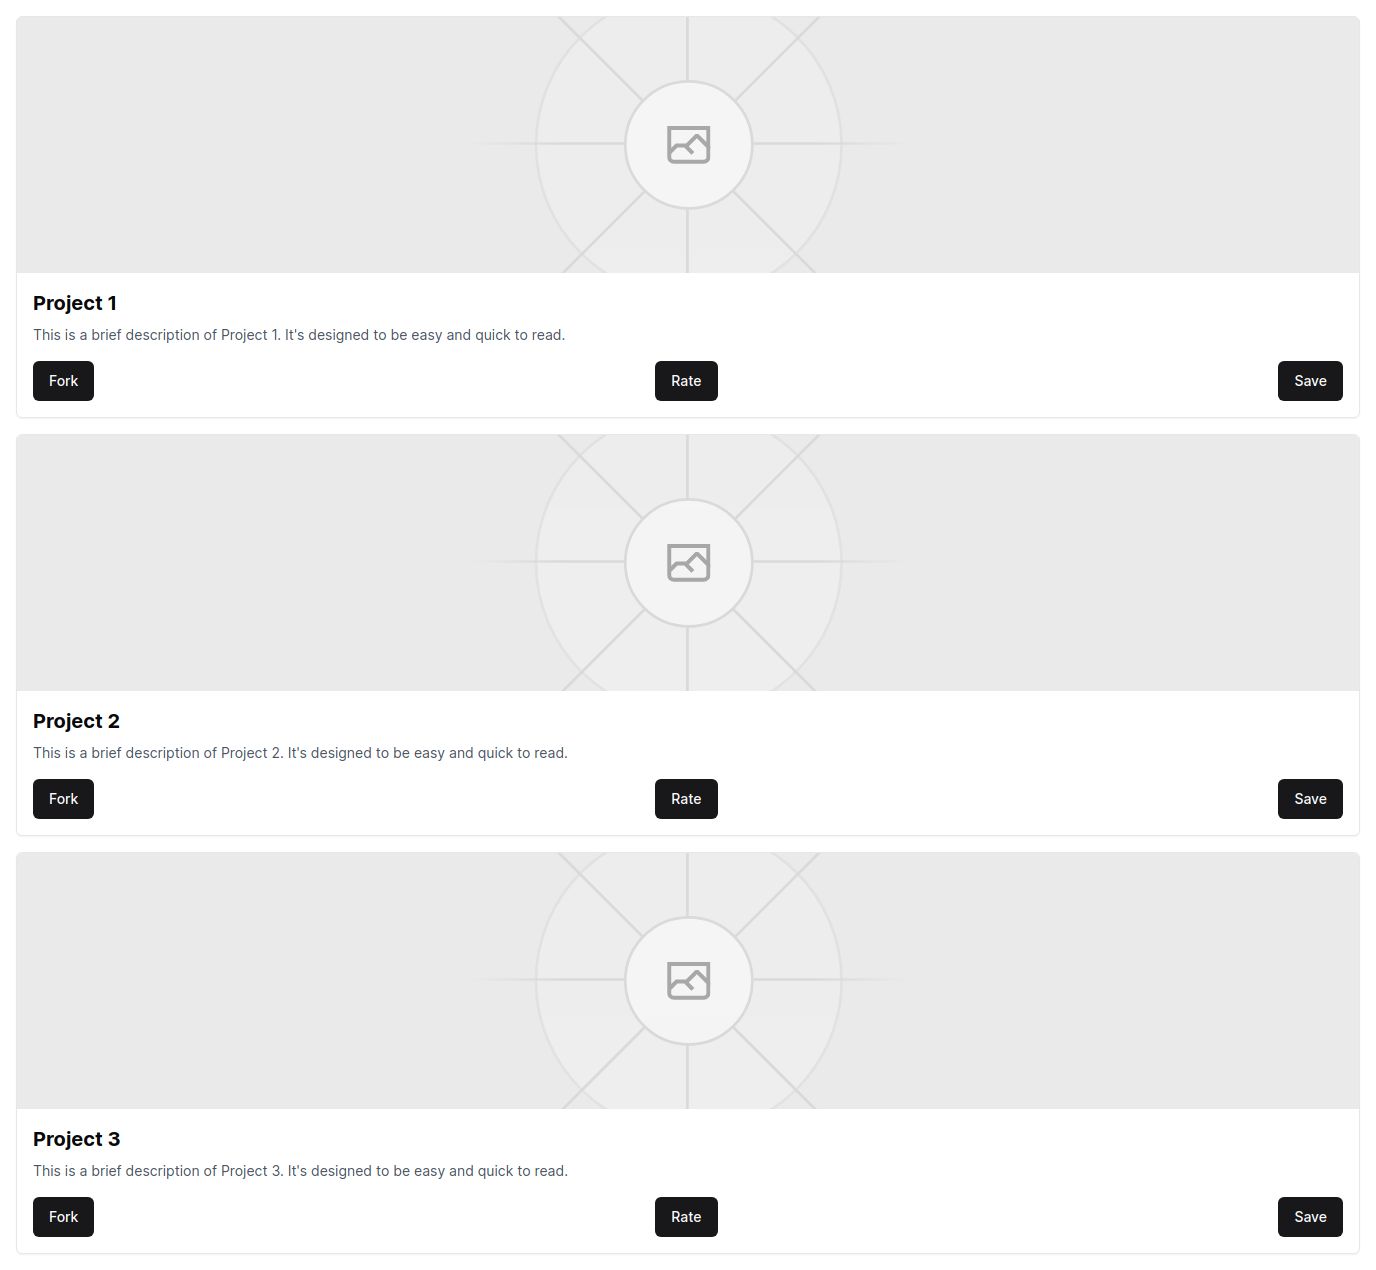 Project 1
This is a brief description of Project 1. It's designed to be easy and quick to read.
Fork Rate Save
Project 2
This is a brief description of Project 2. It's designed to be easy and quick to read.
Fork Rate Save
Project 3
This is a brief description of Project 3. It's designed to be easy and quick to read.
Fork Rate Save